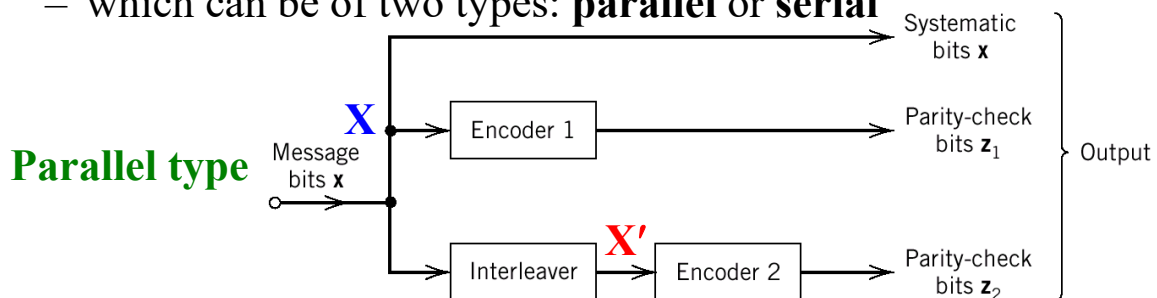 – which can be of two types: parallel or serial
Systematic
bits x
X
Encoder 1
Parity-check
bits z₁
Parallel type
Message
bits x
Output
X′
Interleaver
Encoder 2
Parity-check
bits z₂